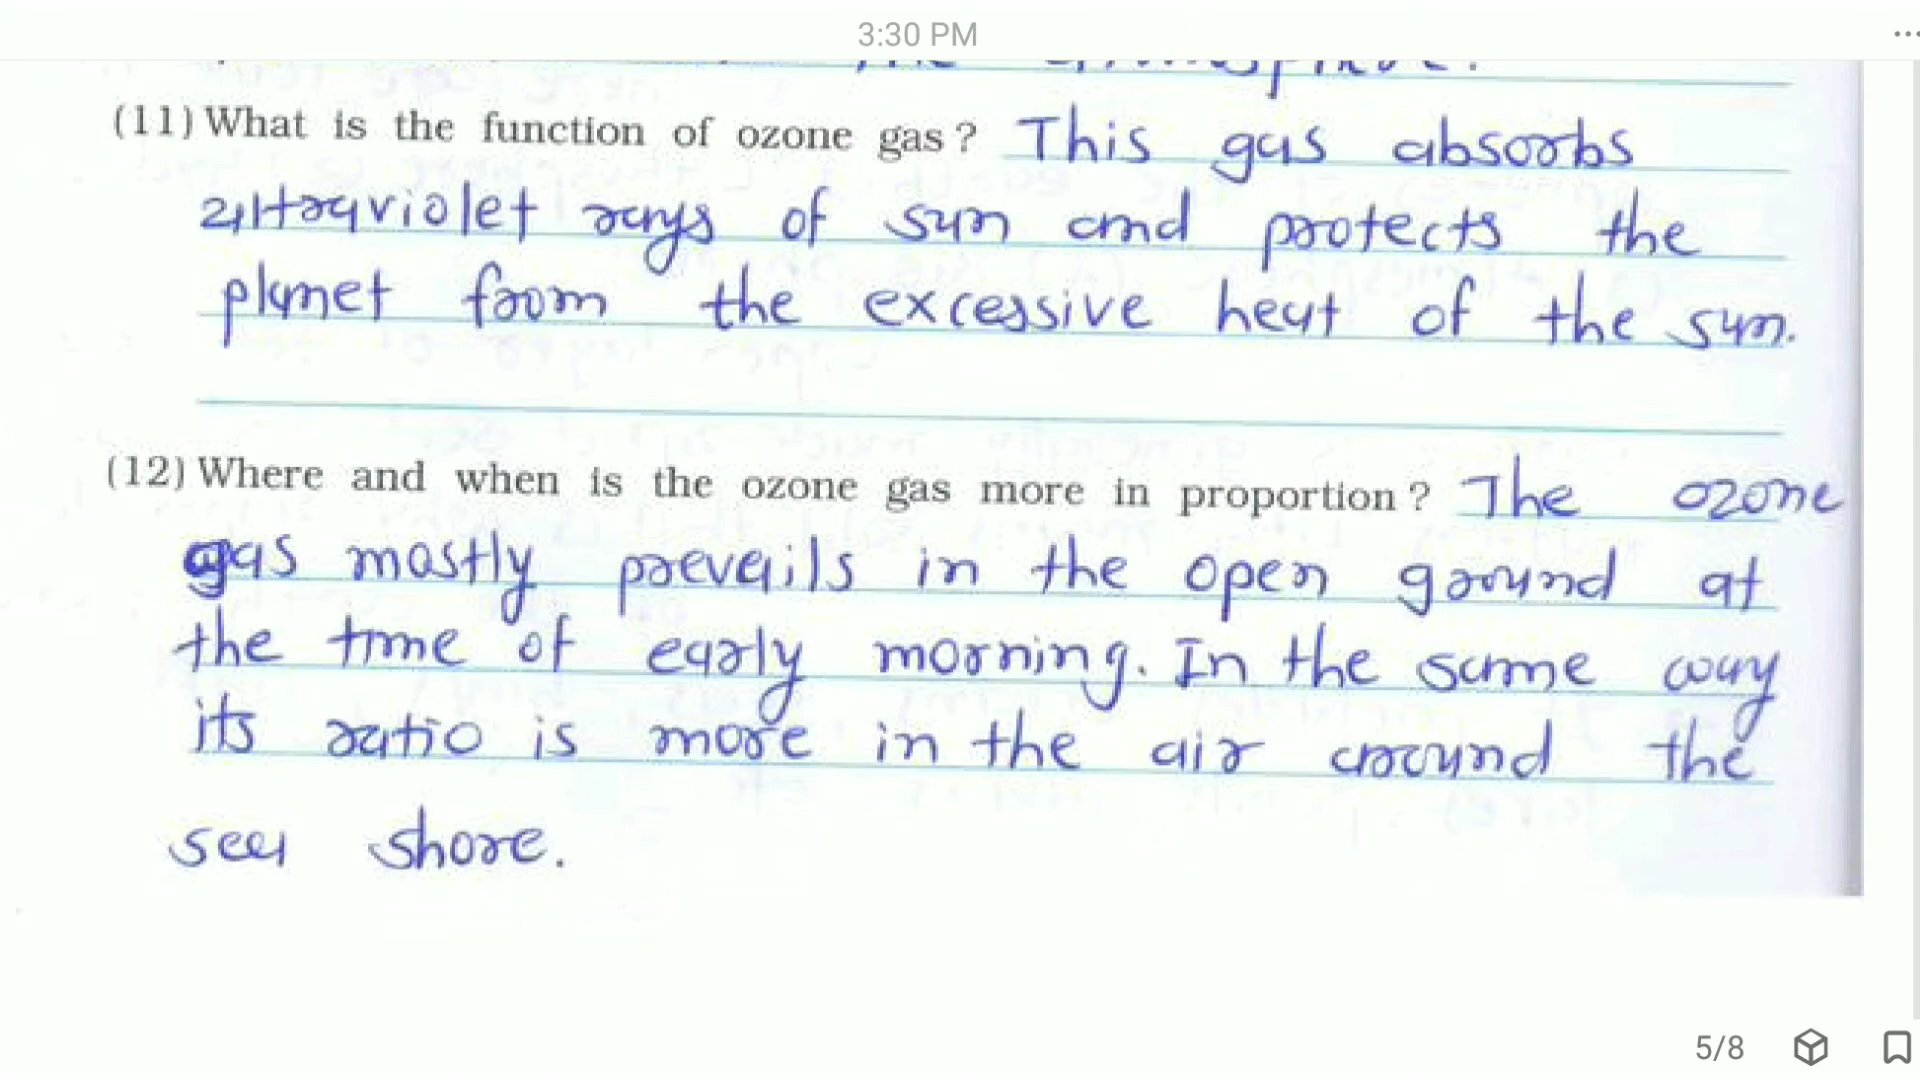 3:30 PM
(11) What is the function of ozone gas? This gas absorbs
ultraviolet rays of sun and protects the
planet from the excessive heat of the sun.
(12) Where and when is the ozone gas more in proportion? The ozone
gas mostly prevails in the open ground at
the time of early morning. In the same way
its ratio is more in the air around the
sea shore.
5/8